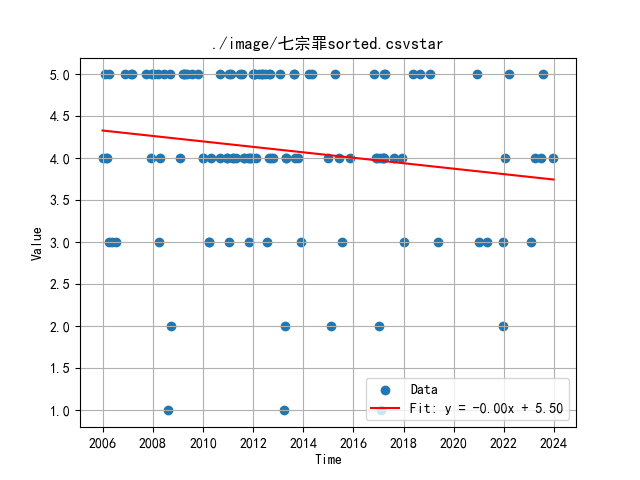 ./image/七宗罪sorted.csvstar
5.0
4.5
4.0
3.5
3.0
2.5
2.0
1.5
1.0
Value
Data
Fit: y = -0.00x + 5.50
2006 2008 2010 2012 2014 2016 2018 2020 2022 2024
Time